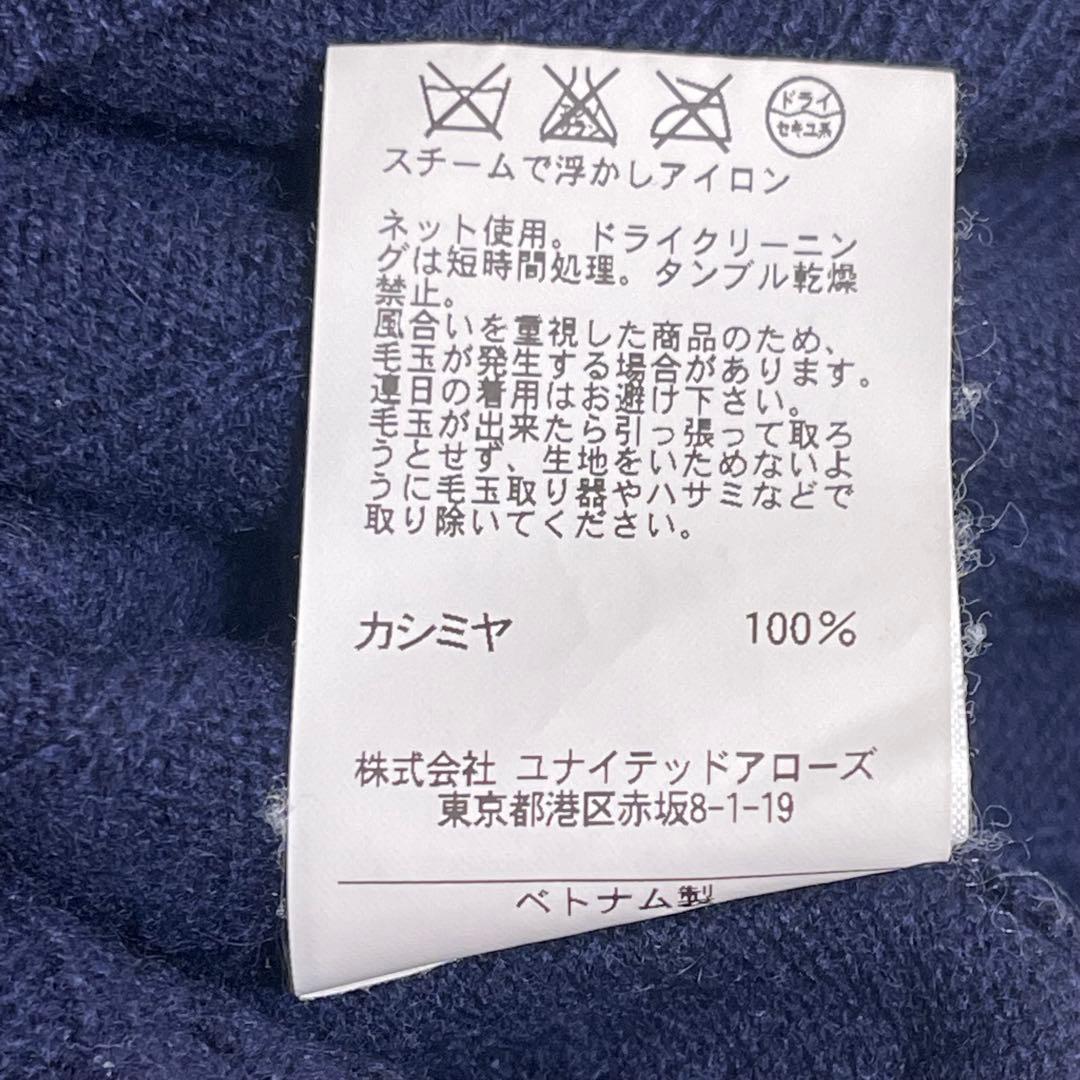 ドライ
セキユ系
スチームで浮かしアイロン
ネット使用。ドライクリーニン
グは短時間処理。タンブル乾燥
禁止。
風合いを重視した商品のため、
毛玉が発生する場合があります。
連日の着用はお避け下さい。
毛玉が出来たら引っ張って取ろ
うとせず、生地をいためないよ
うに毛玉取り器やハサミなどで
取り除いてください。
カシミヤ 100%
株式会社 ユナイテッドアローズ
東京都港区赤坂8-1-19
ベトナム製